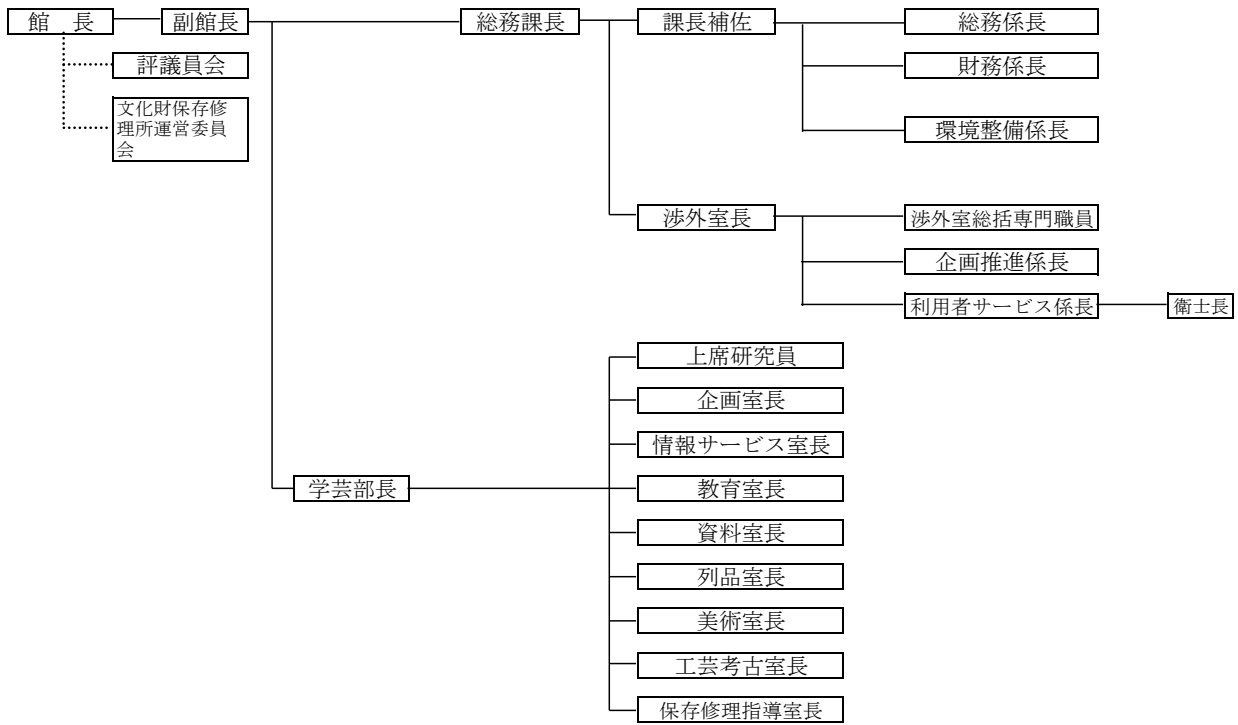 館　長
副館長
総務課長
課長補佐
総務係長
評議員会
財務係長
文化財保存修
理所運営委員
会
環境整備係長
渉外室長
渉外室総括専門職員
企画推進係長
利用者サービス係長
衛士長
上席研究員
企画室長
情報サービス室長
学芸部長
教育室長
資料室長
列品室長
美術室長
工芸考古室長
保存修理指導室長